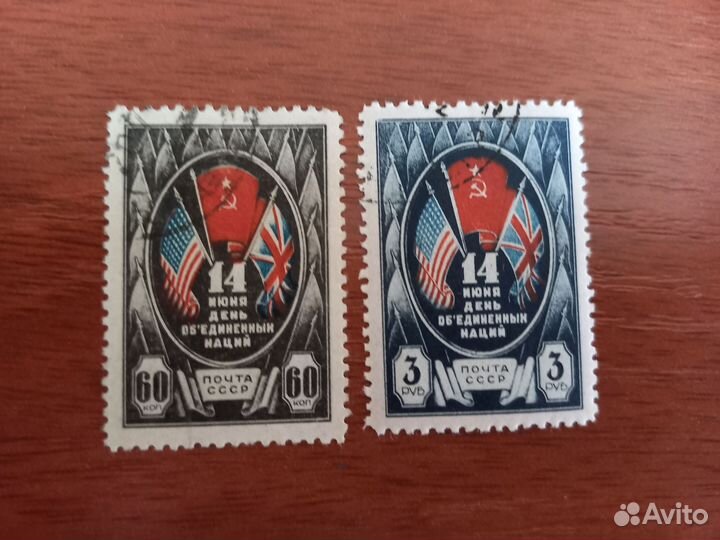 14
ИЮНЯ
ДЕНЬ
ОБ'ЕДИНЕННЫХ
НАЦИЙ
60 КОП
ПОЧТА
СССР
60 КОП
14
ИЮНЯ
ДЕНЬ
ОБ'ЕДИНЕННЫХ
НАЦИЙ
3 РУБ
ПОЧТА
СССР
3 РУБ
Avito